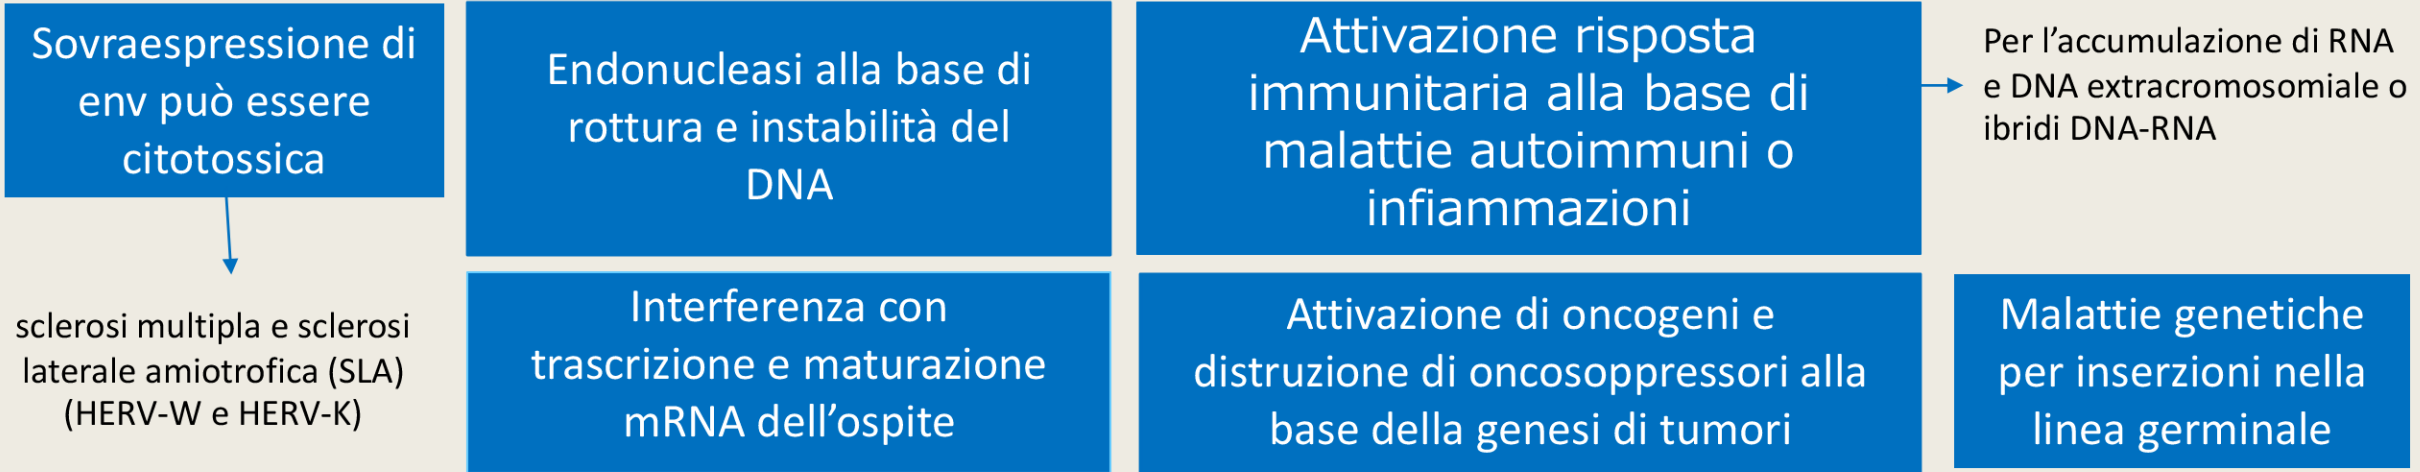 Sovraespressione di
env può essere
citotossica
Endonucleasi alla base di
rottura e instabilità del
DNA
Attivazione risposta
immunitaria alla base di
malattie autoimmuni o
infiammazioni
Per l’accumulazione di RNA
e DNA extracromosomiale o
ibridi DNA-RNA
sclerosi multipla e sclerosi
laterale amiotrofica (SLA)
(HERV-W e HERV-K)
Interferenza con
trascrizione e maturazione
mRNA dell’ospite
Attivazione di oncogeni e
distruzione di oncosoppressori alla
base della genesi di tumori
Malattie genetiche
per inserzioni nella
linea germinale